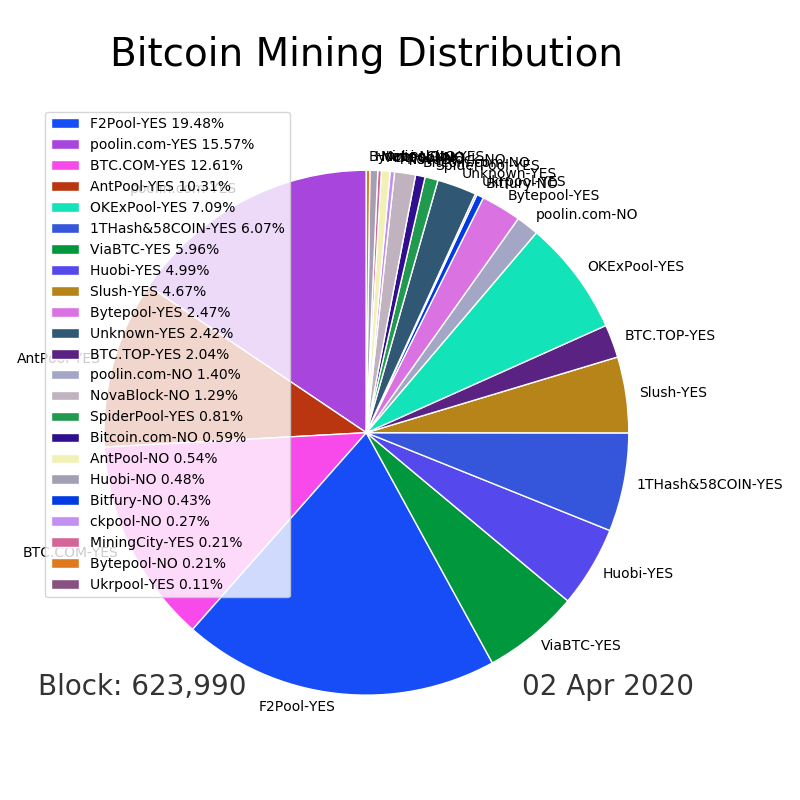 Bitcoin Mining Distribution
F2Pool-YES 19.48%
poolin.com-YES 15.57%
BTC.COM-YES 12.61%
AntPool-YES 10.31%
OKExPool-YES 7.09%
1THash&58COIN-YES 6.07%
ViaBTC-YES 5.96%
Huobi-YES 4.99%
Slush-YES 4.67%
Bytepool-YES 2.47%
Unknown-YES 2.42%
BTC.TOP-YES 2.04%
poolin.com-NO 1.40%
NovaBlock-NO 1.29%
SpiderPool-YES 0.81%
Bitcoin.com-NO 0.59%
AntPool-NO 0.54%
Huobi-NO 0.48%
Bitfury-NO 0.43%
ckpool-NO 0.27%
MiningCity-YES 0.21%
Bytepool-NO 0.21%
Ukrpool-YES 0.11%
SpiderPool-YES
Unknown-YES
Ukrpool-YES
Bitfury-NO
Bytepool-YES
poolin.com-NO
OKExPool-YES
BTC.TOP-YES
Slush-YES
1THash&58COIN-YES
Huobi-YES
ViaBTC-YES
F2Pool-YES
BTC.COM-YES
AntPool-YES
poolin.com-YES
Block: 623,990
02 Apr 2020